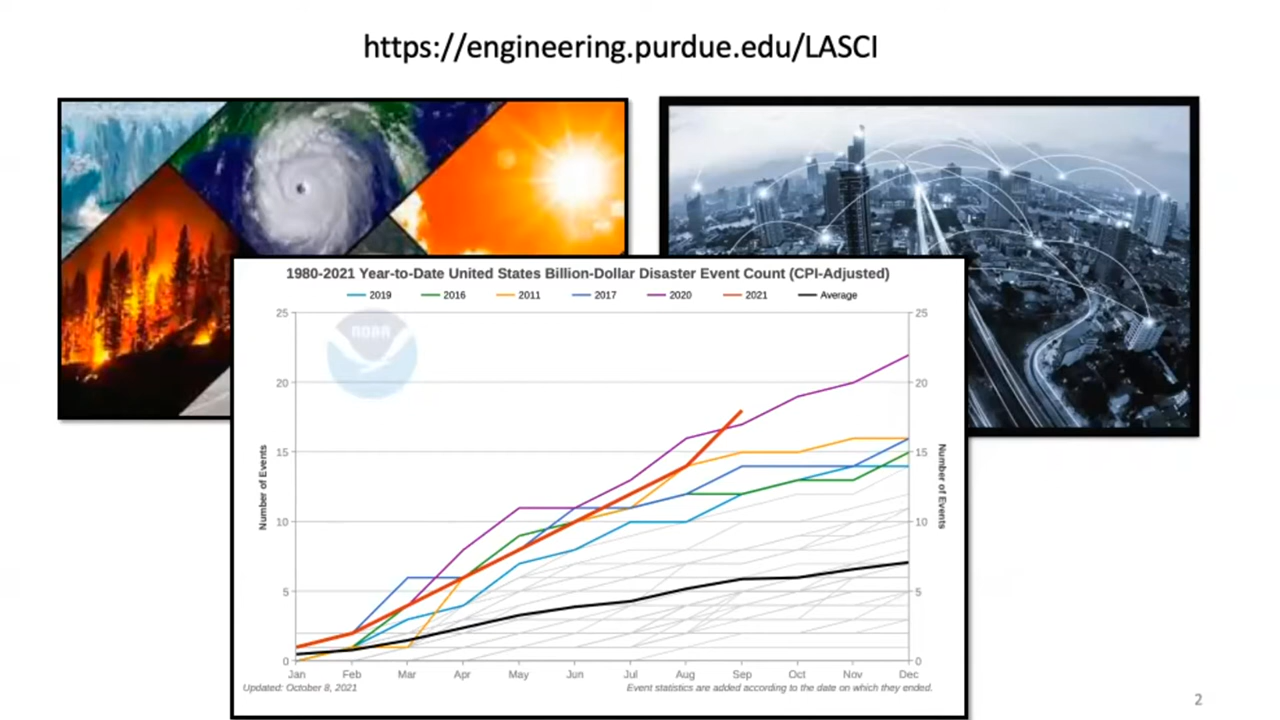 https://engineering.purdue.edu/LASCI
1980-2021 Year-to-Date United States Billion-Dollar Disaster Event Count (CPI-Adjusted)
2019 2016 2011 2017 2020 2021 Average
NOAA
25 25
20 20
15 15
10 10
5 5
0 0
Number of Events
Number of Events
Jan Feb Mar Apr May Jun Jul Aug Sep Oct Nov Dec
Updated: October 8, 2021 Event statistics are added according to the date on which they ended.
2